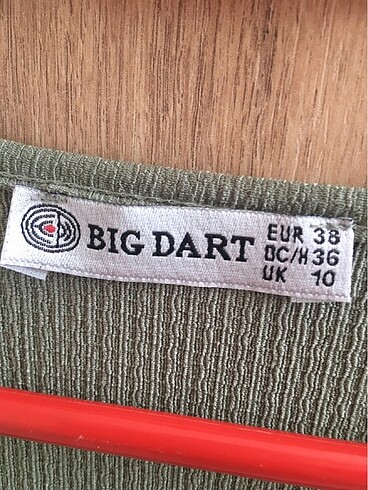 BIG DART
EUR 38
DC/H 36
UK 10